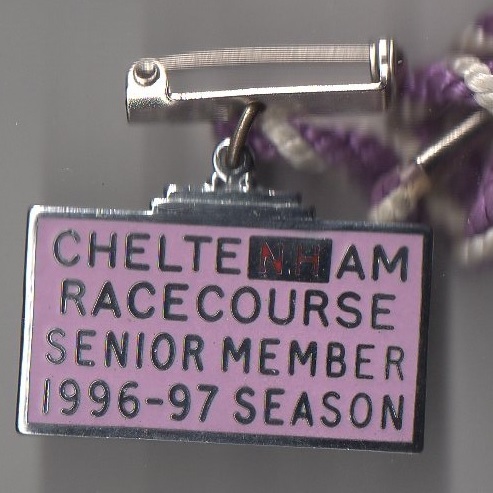 CHELTENHAM
RACECOURSE
SENIOR MEMBER
1996-97 SEASON